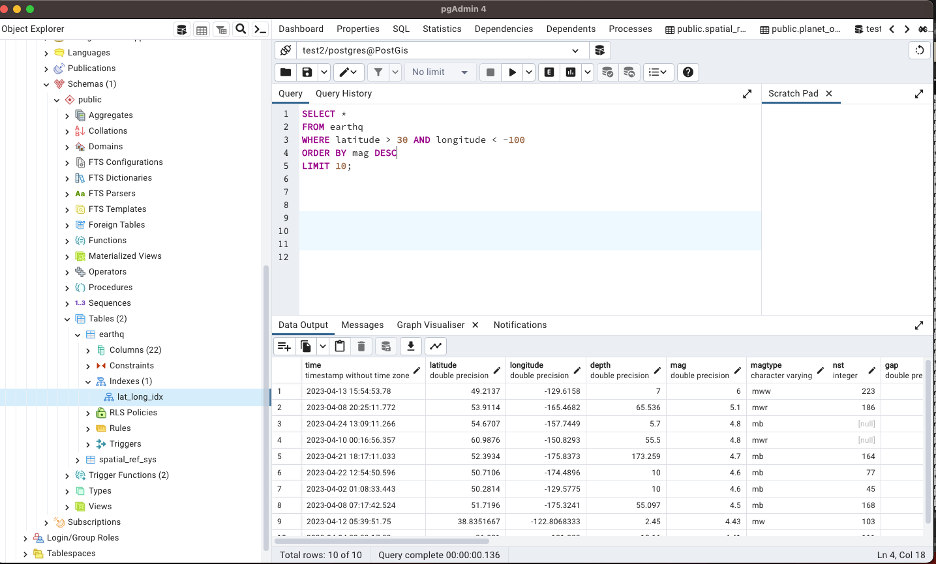 pgAdmin 4
Object Explorer
Dashboard Properties SQL Statistics Dependencies Dependents Processes public.spatial_r... public.planet_o... test
test2/postgres@PostGis
No limit
Query Query History
Scratch Pad
1 SELECT *
2 FROM earthq
3 WHERE latitude > 30 AND longitude < -100
4 ORDER BY mag DESC
5 LIMIT 10;
6
7
8
9
10
11
12
Languages
Publications
Schemas (1)
public
Aggregates
Collations
Domains
FTS Configurations
FTS Dictionaries
Aa FTS Parsers
FTS Templates
Foreign Tables
Functions
Materialized Views
Operators
Procedures
1..3 Sequences
Tables (2)
earthq
Columns (22)
Constraints
Indexes (1)
lat_long_idx
RLS Policies
Rules
Triggers
spatial_ref_sys
Trigger Functions (2)
Types
Views
Subscriptions
Login/Group Roles
Tablespaces
Data Output Messages Graph Visualiser Notifications
time latitude longitude depth mag magtype nst gap
timestamp without time zone double precision double precision double precision double precision character varying integer double pre
1 2023-04-13 15:54:53.78 49.2137 -129.6158 7 6 mww 223
2 2023-04-08 20:25:11.772 53.9114 -165.4682 65.536 5.1 mwr 186
3 2023-04-24 13:09:11.266 54.6707 -157.7449 5.7 4.8 mb [null]
4 2023-04-10 00:16:56.357 60.9876 -150.8293 55.5 4.8 mwr [null]
5 2023-04-21 18:17:11.033 52.3934 -175.8373 173.259 4.7 mb 164
6 2023-04-22 12:54:50.596 50.7106 -174.4896 10 4.6 mb 77
7 2023-04-02 01:08:33.443 50.2814 -129.5775 10 4.6 mb 45
8 2023-04-08 07:17:42.524 51.7196 -175.3241 55.097 4.5 mb 168
9 2023-04-12 05:39:51.75 38.8351667 -122.8068333 2.45 4.43 mw 103
Total rows: 10 of 10 Query complete 00:00:00.136 Ln 4, Col 18